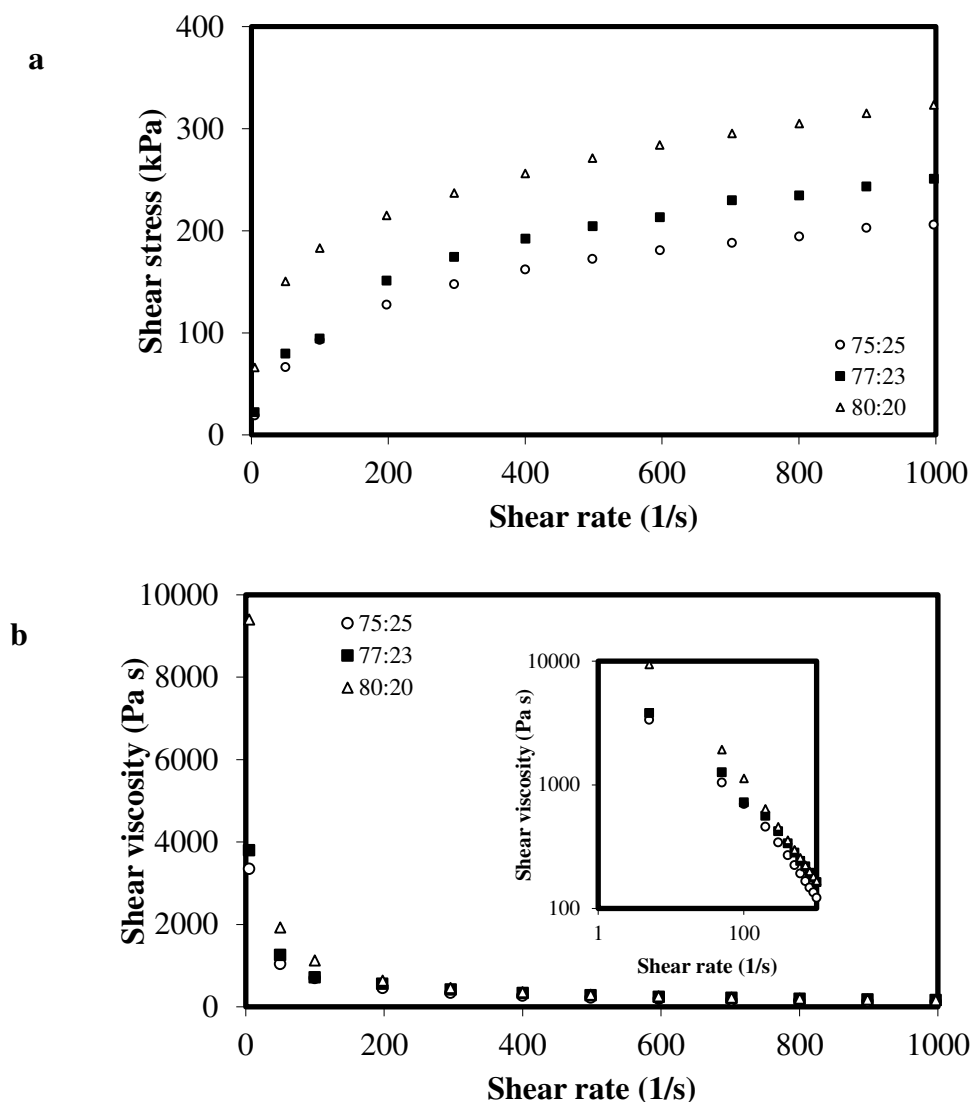 a
Shear stress (kPa)
400
300
200
100
0
75:25
77:23
80:20
0 200 400 600 800 1000
Shear rate (1/s)
b
Shear viscosity (Pa s)
10000
8000
6000
4000
2000
0
75:25
77:23
80:20
Shear viscosity (Pa s)
10000
1000
100
1 100
Shear rate (1/s)
0 200 400 600 800 1000
Shear rate (1/s)